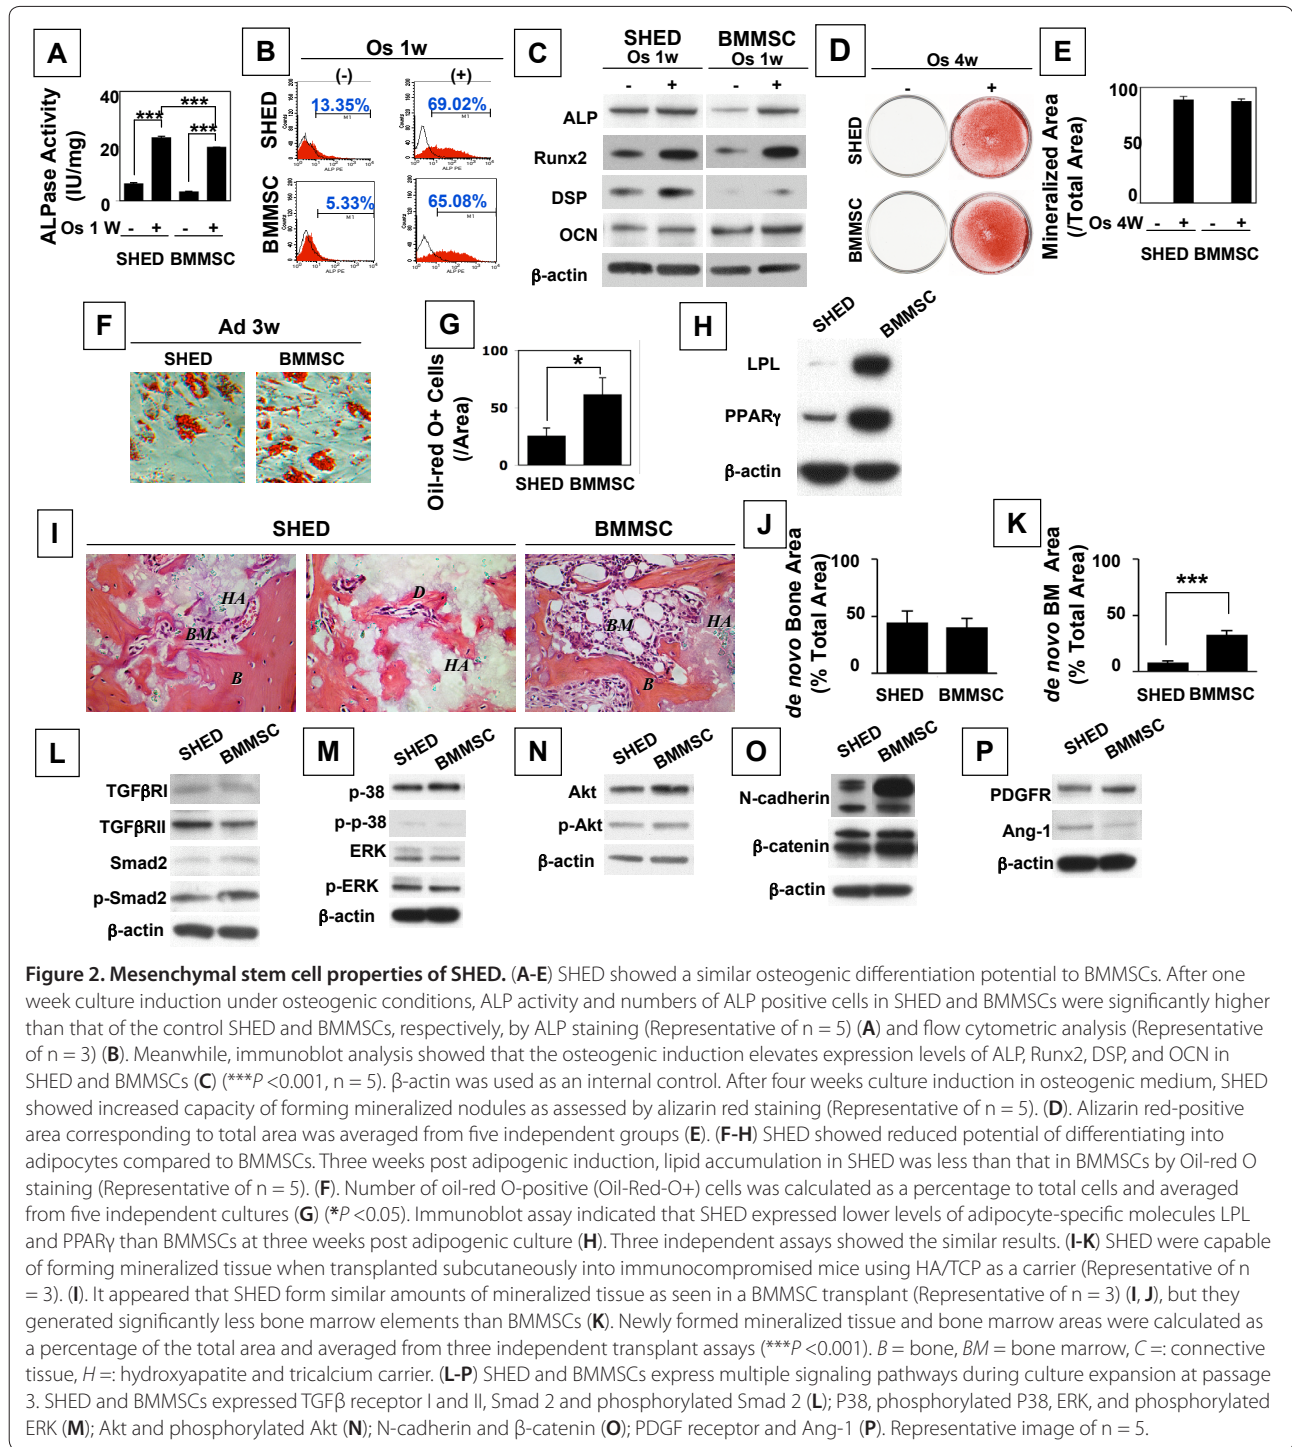 A
ALPase Activity
(IU/mg)
40
20
0
***
***
***
Os 1 W - + - +
SHED BMMSC
B
Os 1w
(-) (+)
SHED
13.35%
M1
69.02%
M1
BMMSC
5.33%
M1
65.08%
M1
Counts
ALP PE
C
SHED BMMSC
Os 1w Os 1w
- + - +
ALP
Runx2
DSP
OCN
β-actin
D
Os 4w
- +
SHED
BMMSC
E
Mineralized Area
(/Total Area)
100
50
0
Os 4W - + - +
SHED BMMSC
F
Ad 3w
SHED BMMSC
G
Oil-red O+ Cells
(/Area)
100
50
0
*
SHED BMMSC
H
SHED BMMSC
LPL
PPARγ
β-actin
I
SHED BMMSC
HA
BM
B
D
HA
BM
HA
B
J
de novo Bone Area
(% Total Area)
100
50
0
SHED BMMSC
K
de novo BM Area
(% Total Area)
100
50
0
***
SHED BMMSC
L
SHED BMMSC
TGFβRI
TGFβRII
Smad2
p-Smad2
β-actin
M
SHED BMMSC
p-38
p-p-38
ERK
p-ERK
β-actin
N
SHED BMMSC
Akt
p-Akt
β-actin
O
SHED BMMSC
N-cadherin
β-catenin
β-actin
P
SHED BMMSC
PDGFR
Ang-1
β-actin
Figure 2. Mesenchymal stem cell properties of SHED. (A-E) SHED showed a similar osteogenic differentiation potential to BMMSCs. After one
week culture induction under osteogenic conditions, ALP activity and numbers of ALP positive cells in SHED and BMMSCs were significantly higher
than that of the control SHED and BMMSCs, respectively, by ALP staining (Representative of n = 5) (A) and flow cytometric analysis (Representative
of n = 3) (B). Meanwhile, immunoblot analysis showed that the osteogenic induction elevates expression levels of ALP, Runx2, DSP, and OCN in
SHED and BMMSCs (C) (***P <0.001, n = 5). β-actin was used as an internal control. After four weeks culture induction in osteogenic medium, SHED
showed increased capacity of forming mineralized nodules as assessed by alizarin red staining (Representative of n = 5). (D). Alizarin red-positive
area corresponding to total area was averaged from five independent groups (E). (F-H) SHED showed reduced potential of differentiating into
adipocytes compared to BMMSCs. Three weeks post adipogenic induction, lipid accumulation in SHED was less than that in BMMSCs by Oil-red O
staining (Representative of n = 5). (F). Number of oil-red O-positive (Oil-Red-O+) cells was calculated as a percentage to total cells and averaged
from five independent cultures (G) (*P <0.05). Immunoblot assay indicated that SHED expressed lower levels of adipocyte-specific molecules LPL
and PPARγ than BMMSCs at three weeks post adipogenic culture (H). Three independent assays showed the similar results. (I-K) SHED were capable
of forming mineralized tissue when transplanted subcutaneously into immunocompromised mice using HA/TCP as a carrier (Representative of n
= 3). (I). It appeared that SHED form similar amounts of mineralized tissue as seen in a BMMSC transplant (Representative of n = 3) (I, J), but they
generated significantly less bone marrow elements than BMMSCs (K). Newly formed mineralized tissue and bone marrow areas were calculated as
a percentage of the total area and averaged from three independent transplant assays (***P <0.001). B = bone, BM = bone marrow, C =: connective
tissue, H =: hydroxyapatite and tricalcium carrier. (L-P) SHED and BMMSCs express multiple signaling pathways during culture expansion at passage
3. SHED and BMMSCs expressed TGFβ receptor I and II, Smad 2 and phosphorylated Smad 2 (L); P38, phosphorylated P38, ERK, and phosphorylated
ERK (M); Akt and phosphorylated Akt (N); N-cadherin and β-catenin (O); PDGF receptor and Ang-1 (P). Representative image of n = 5.